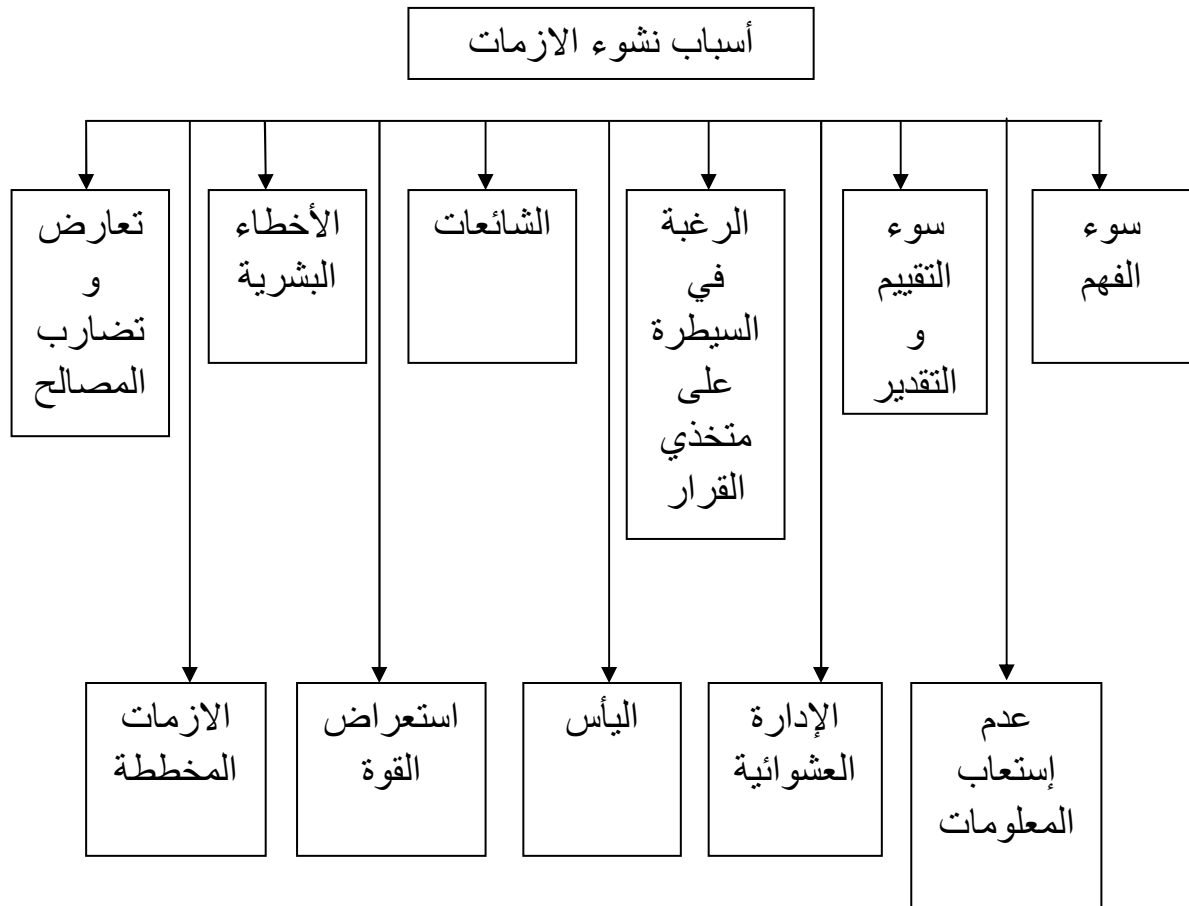 أسباب نشوء الازمات
سوء
الفهم
سوء
التقييم
و
التقدير
الرغبة
في
السيطرة
على
متخذي
القرار
الشائعات
الأخطاء
البشرية
تعارض
و
تضارب
المصالح
عدم
إستعاب
المعلومات
الإدارة
العشوائية
اليأس
استعراض
القوة
الازمات
المخططة